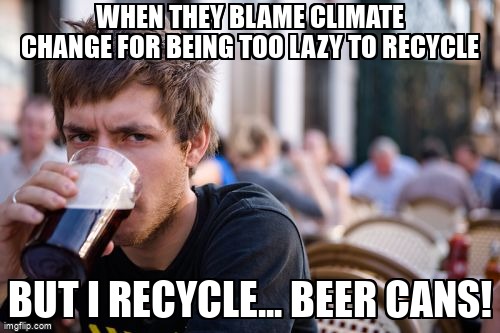 WHEN THEY BLAME CLIMATE
CHANGE FOR BEING TOO LAZY TO RECYCLE
BUT I RECYCLE... BEER CANS!
imgflip.com